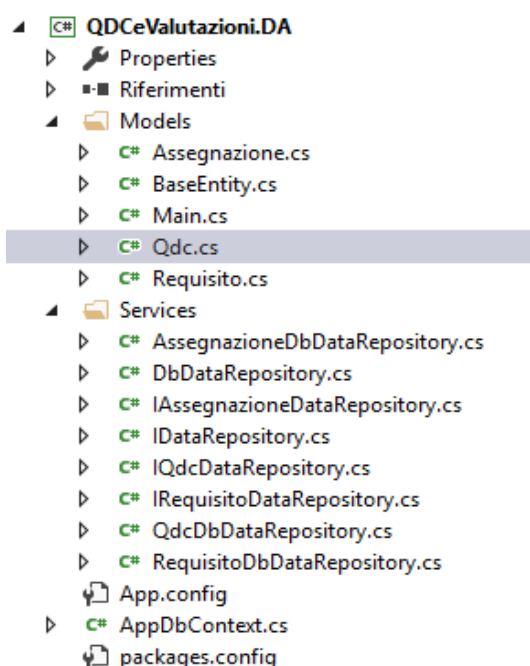 C# QDCeValutazioni.DA
Properties
Riferimenti
Models
C# Assegnazione.cs
C# BaseEntity.cs
C# Main.cs
C# Qdc.cs
C# Requisito.cs
Services
C# AssegnazioneDbDataRepository.cs
C# DbDataRepository.cs
C# IAssegnazioneDataRepository.cs
C# IDataRepository.cs
C# IQdcDataRepository.cs
C# IRequisitoDataRepository.cs
C# QdcDbDataRepository.cs
C# RequisitoDbDataRepository.cs
App.config
C# AppDbContext.cs
packages.config